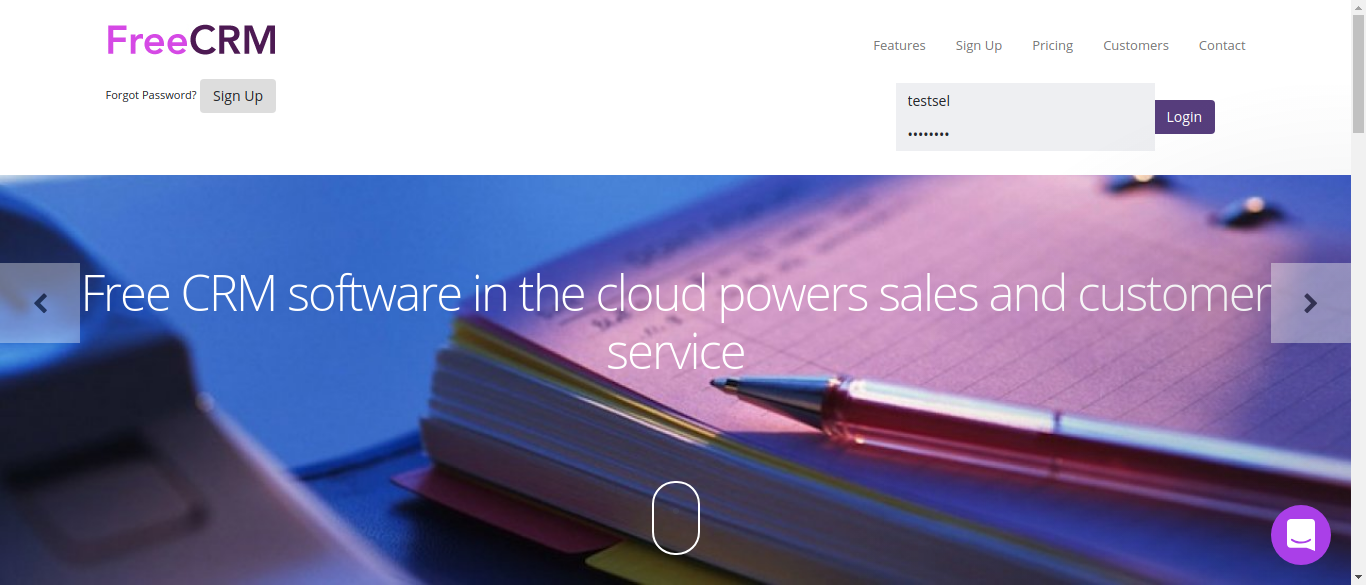 FreeCRM
Features Sign Up Pricing Customers Contact
Forgot Password? Sign Up
testsel
••••••••
Login
Free CRM software in the cloud powers sales and customer
service